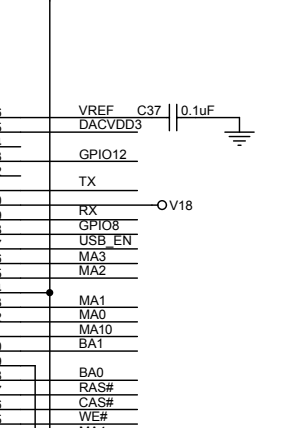 VREF C37 0.1uF
DACVDD3
GPIO12
TX
V18
RX
GPIO8
USB_EN
MA3
MA2
MA1
MA0
MA10
BA1
BA0
RAS#
CAS#
WE#